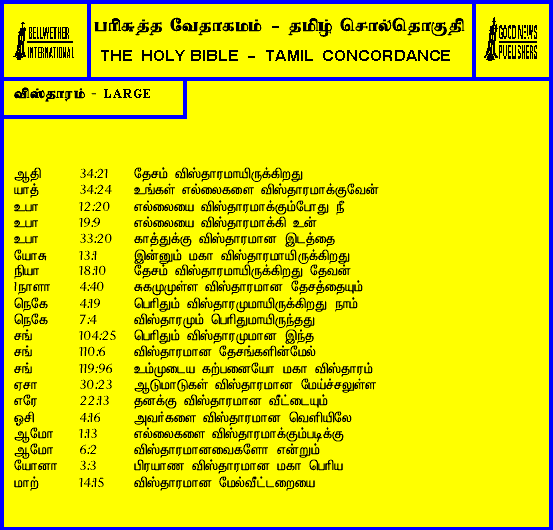 BELLWETHER
INTERNATIONAL
பரிசுத்த வேதாகமம் - தமிழ் சொல்தொகுதி
THE HOLY BIBLE - TAMIL CONCORDANCE
GOOD NEWS
PUBLISHERS
விஸ்தாரம் - LARGE
ஆதி 34:21 தேசம் விஸ்தாரமாயிருக்கிறது
யாத் 34:24 உங்கள் எல்லைகளை விஸ்தாரமாக்குவேன்
உபா 12:20 எல்லையை விஸ்தாரமாக்கும்போது நீ
உபா 19:9 எல்லையை விஸ்தாரமாக்கி உன்
உபா 33:20 காத்துக்கு விஸ்தாரமான இடத்தை
யோசு 13:1 இன்னும் மகா விஸ்தாரமாயிருக்கிறது
நியா 18:10 தேசம் விஸ்தாரமாயிருக்கிறது தேவன்
1நாளா 4:40 சுகமுமுள்ள விஸ்தாரமான தேசத்தையும்
நெகே 4:19 பெரிதும் விஸ்தாரமுமாயிருக்கிறது நாம்
நெகே 7:4 விஸ்தாரமும் பெரிதுமாயிருந்தது
சங் 104:25 பெரிதும் விஸ்தாரமுமான இந்த
சங் 110:6 விஸ்தாரமான தேசங்களின்மேல்
சங் 119:96 உம்முடைய கற்பனையோ மகா விஸ்தாரம்
ஏசா 30:23 ஆடுமாடுகள் விஸ்தாரமான மேய்ச்சலுள்ள
எரே 22:13 தனக்கு விஸ்தாரமான வீட்டையும்
ஓசி 4:16 அவர்களை விஸ்தாரமான வெளியிலே
ஆமோ 1:13 எல்லைகளை விஸ்தாரமாக்கும்படிக்கு
ஆமோ 6:2 விஸ்தாரமானவைகளோ என்றும்
யோனா 3:3 பிரயாண விஸ்தாரமான மகா பெரிய
மாற் 14:15 விஸ்தாரமான மேல்வீட்டறையை